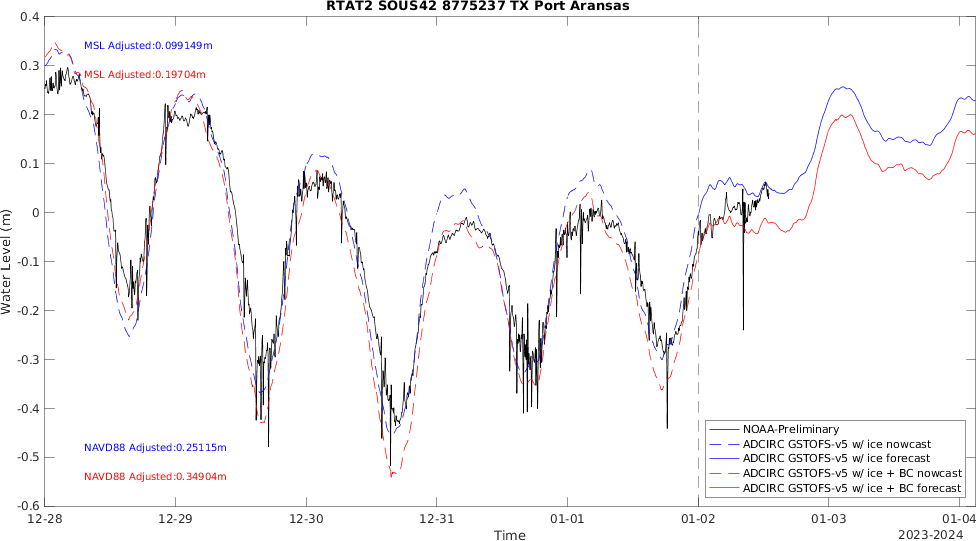 RTAT2 SOUS42 8775237 TX Port Aransas
0.4
0.3
0.2
0.1
0
-0.1
-0.2
-0.3
-0.4
-0.5
-0.6
Water Level (m)
MSL Adjusted:0.099149m
MSL Adjusted:0.19704m
NAVD88 Adjusted:0.25115m
NAVD88 Adjusted:0.34904m
NOAA-Preliminary
ADCIRC GSTOFS-v5 w/ ice nowcast
ADCIRC GSTOFS-v5 w/ ice forecast
ADCIRC GSTOFS-v5 w/ ice + BC nowcast
ADCIRC GSTOFS-v5 w/ ice + BC forecast
12-28 12-29 12-30 12-31 01-01 01-02 01-03 01-04
Time
2023-2024